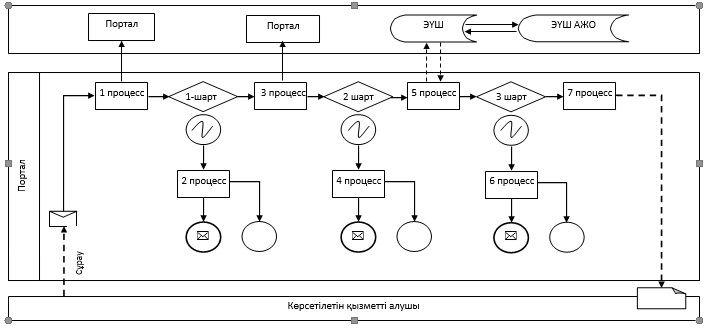 Портал
Портал
ЭҮШ
ЭҮШ АЖО
1 процесс
1-шарт
3 процесс
2 шарт
5 процесс
3 шарт
7 процесс
2 процесс
4 процесс
6 процесс
Портал
Сұрау
Көрсетілетін қызметті алушы